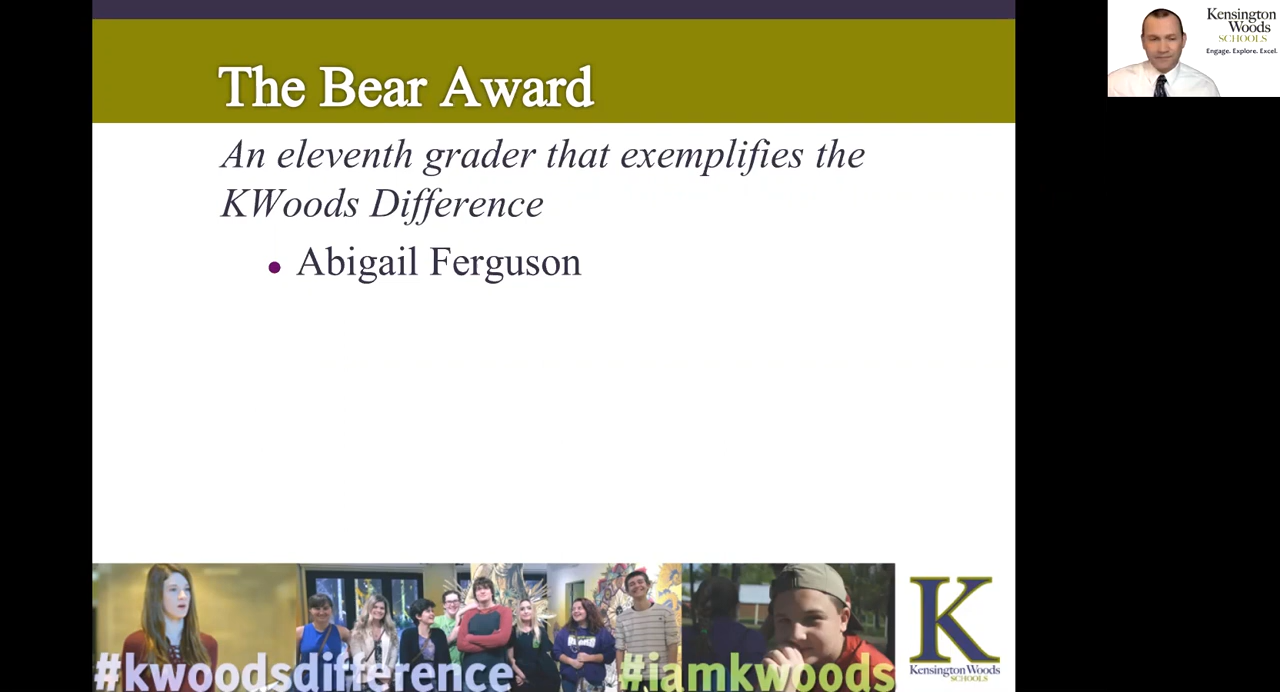 The Bear Award
An eleventh grader that exemplifies the
KWoods Difference
• Abigail Ferguson
Kensington
Woods
SCHOOLS
Engage. Explore. Excel.
#kwoodsdifference
#iamkwoods
K
Kensington Woods
SCHOOLS